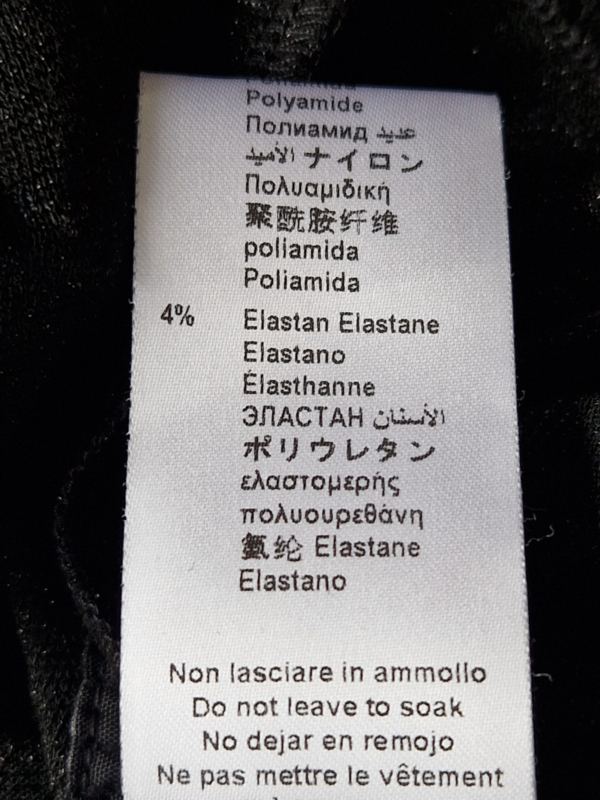 Polyamide
Полиамид عديد
الأميد ナイロン
Πολυαμιδική
聚酰胺纤维
poliamida
Poliamida
4% Elastan Elastane
Elastano
Élasthanne
ЭЛАСТАН الأستان
ポリウレタン
ελαστομερής
πολυουρεθάνη
氨纶 Elastane
Elastano
Non lasciare in ammollo
Do not leave to soak
No dejar en remojo
Ne pas mettre le vêtement